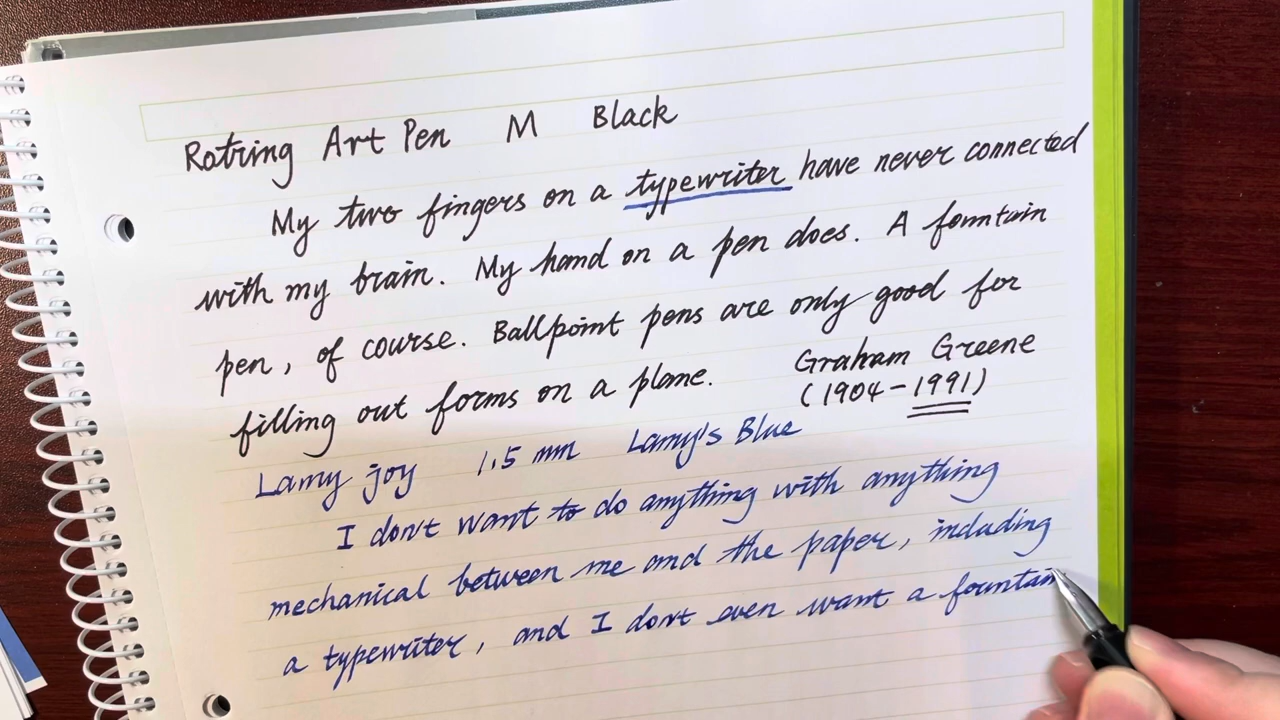 Rotring Art Pen M Black
My two fingers on a typewriter have never connected
with my brain. My hand on a pen does. A fountain
pen, of course. Ballpoint pens are only good for
filling out forms on a plane. Graham Greene
(1904-1991)
Lamy joy 1.5 mm Lamy's Blue
I don't want to do anything with anything
mechanical between me and the paper, including
a typewriter, and I don't even want a fountain